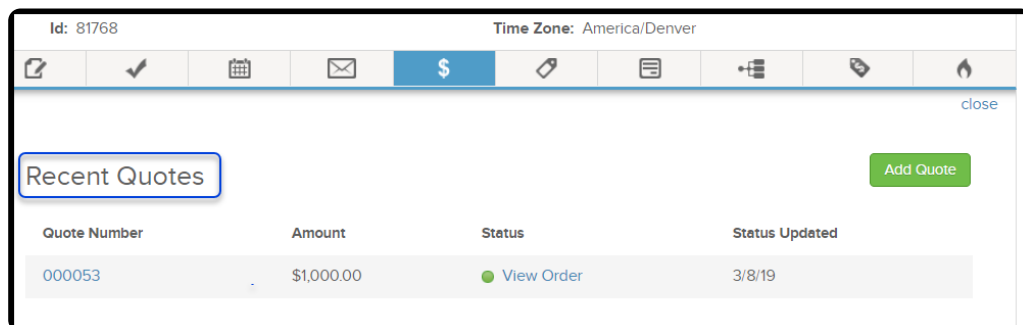 Id: 81768 Time Zone: America/Denver
$
close
Recent Quotes Add Quote
Quote Number Amount Status Status Updated
000053 $1,000.00 View Order 3/8/19